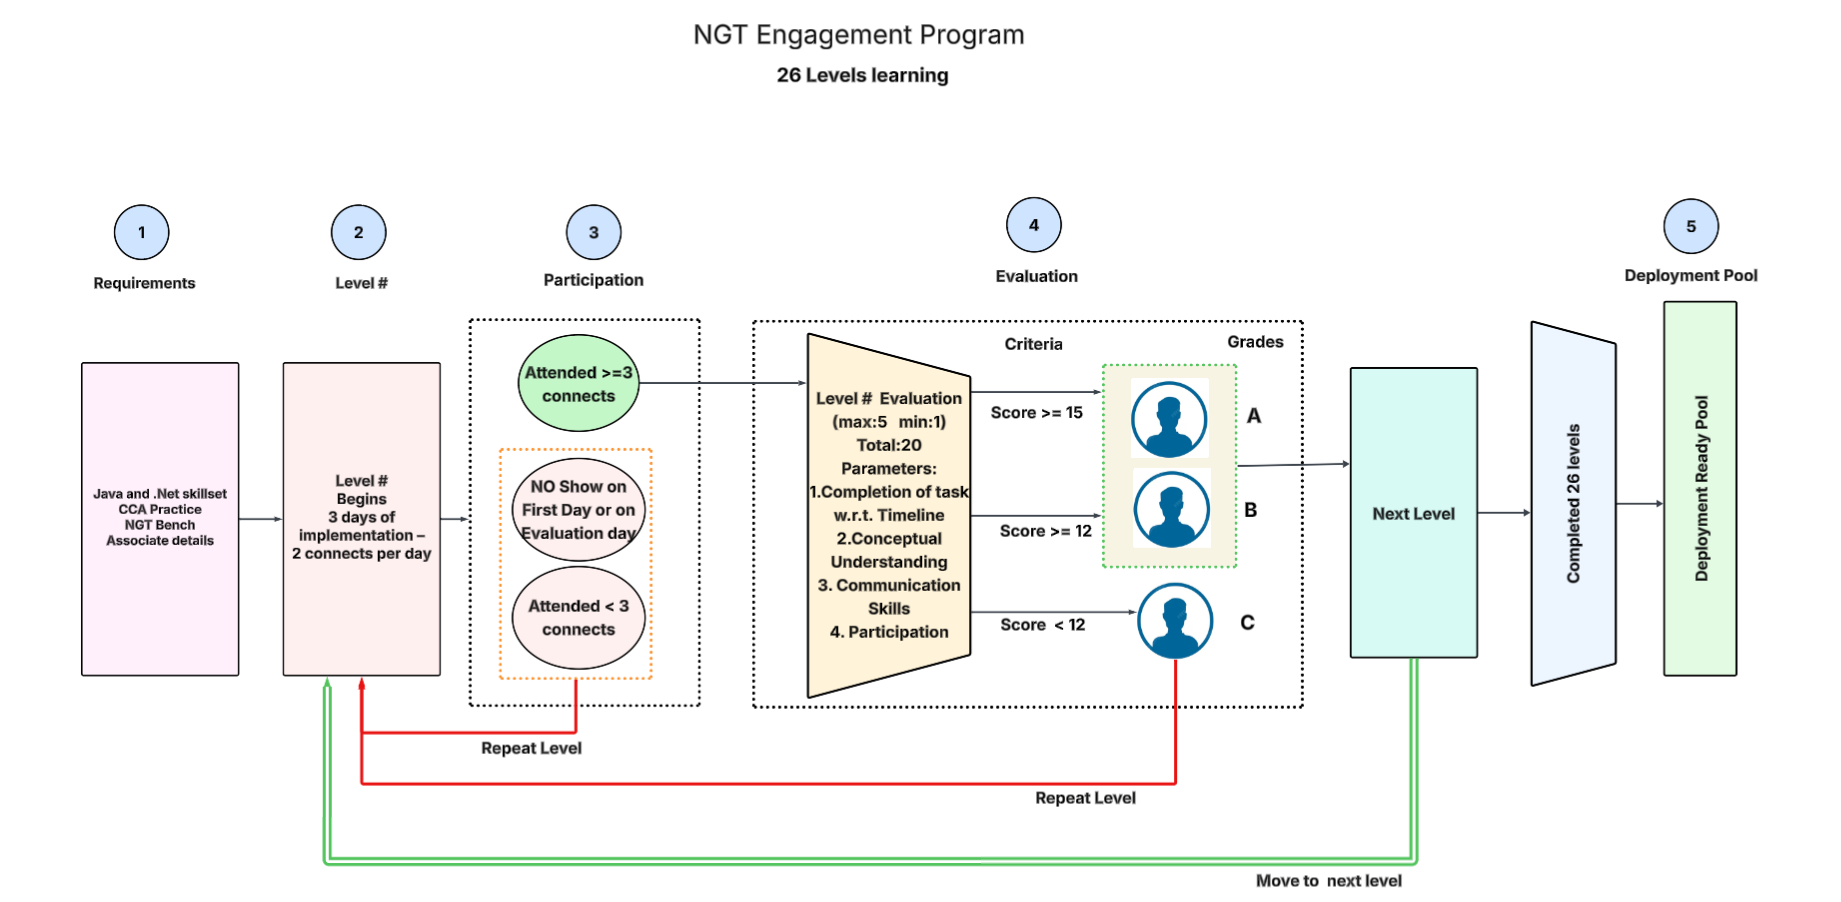 NGT Engagement Program
26 Levels learning
1
Requirements
2
Level #
3
Participation
4
Evaluation
5
Deployment Pool
Java and .Net skillset
CCA Practice
NGT Bench
Associate details
Level #
Begins
3 days of
implementation –
2 connects per day
Attended >=3
connects
NO Show on
First Day or on
Evaluation day
Attended < 3
connects
Repeat Level
Level #  Evaluation
(max:5   min:1)
Total:20
Parameters:
1.Completion of task
w.r.t. Timeline
2.Conceptual
Understanding
3. Communication
Skills
4. Participation
Criteria
Grades
Score >= 15
A
Score >= 12
B
Score  < 12
C
Repeat Level
Next Level
Move to  next level
Completed 26 levels
Deployment Ready Pool